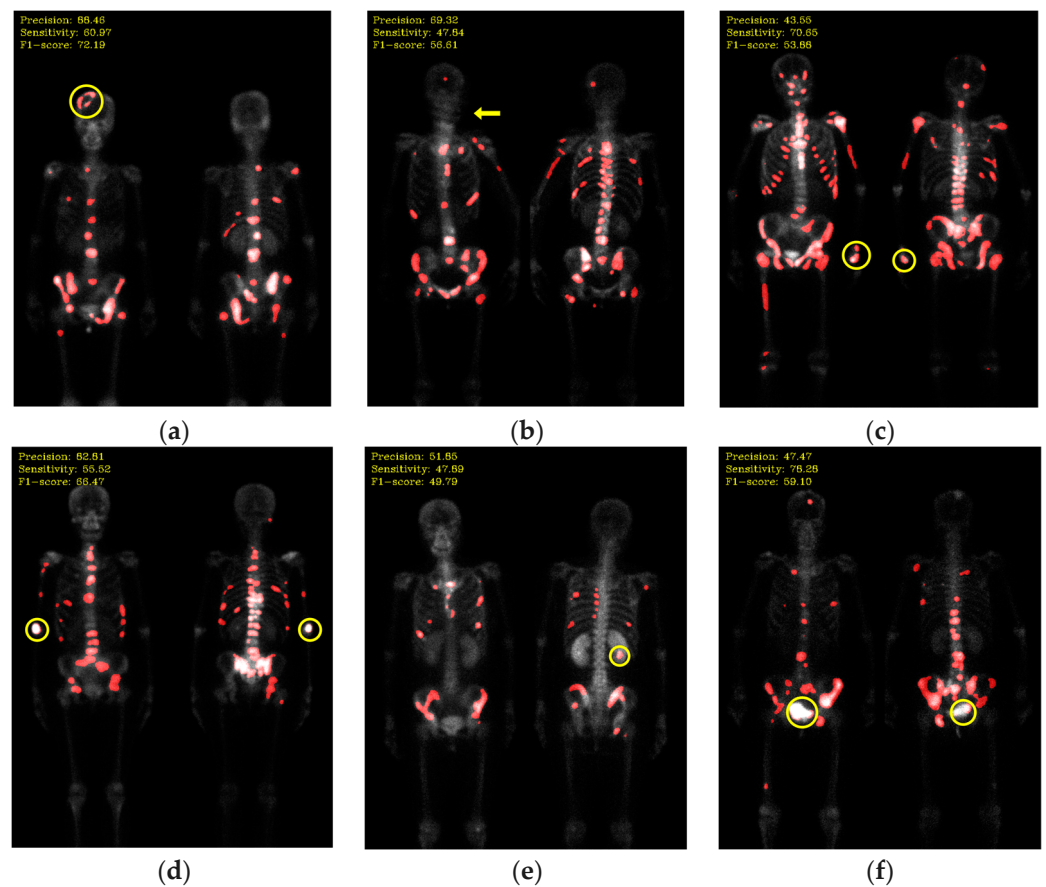 Precision: 88.46
Sensitivity: 60.97
F1-score: 72.19
Precision: 69.32
Sensitivity: 47.84
F1-score: 56.61
Precision: 43.55
Sensitivity: 70.65
F1-score: 53.88
(a)
(b)
(c)
Precision: 82.81
Sensitivity: 55.52
F1-score: 66.47
Precision: 51.85
Sensitivity: 47.89
F1-score: 49.79
Precision: 47.47
Sensitivity: 78.28
F1-score: 59.10
(d)
(e)
(f)